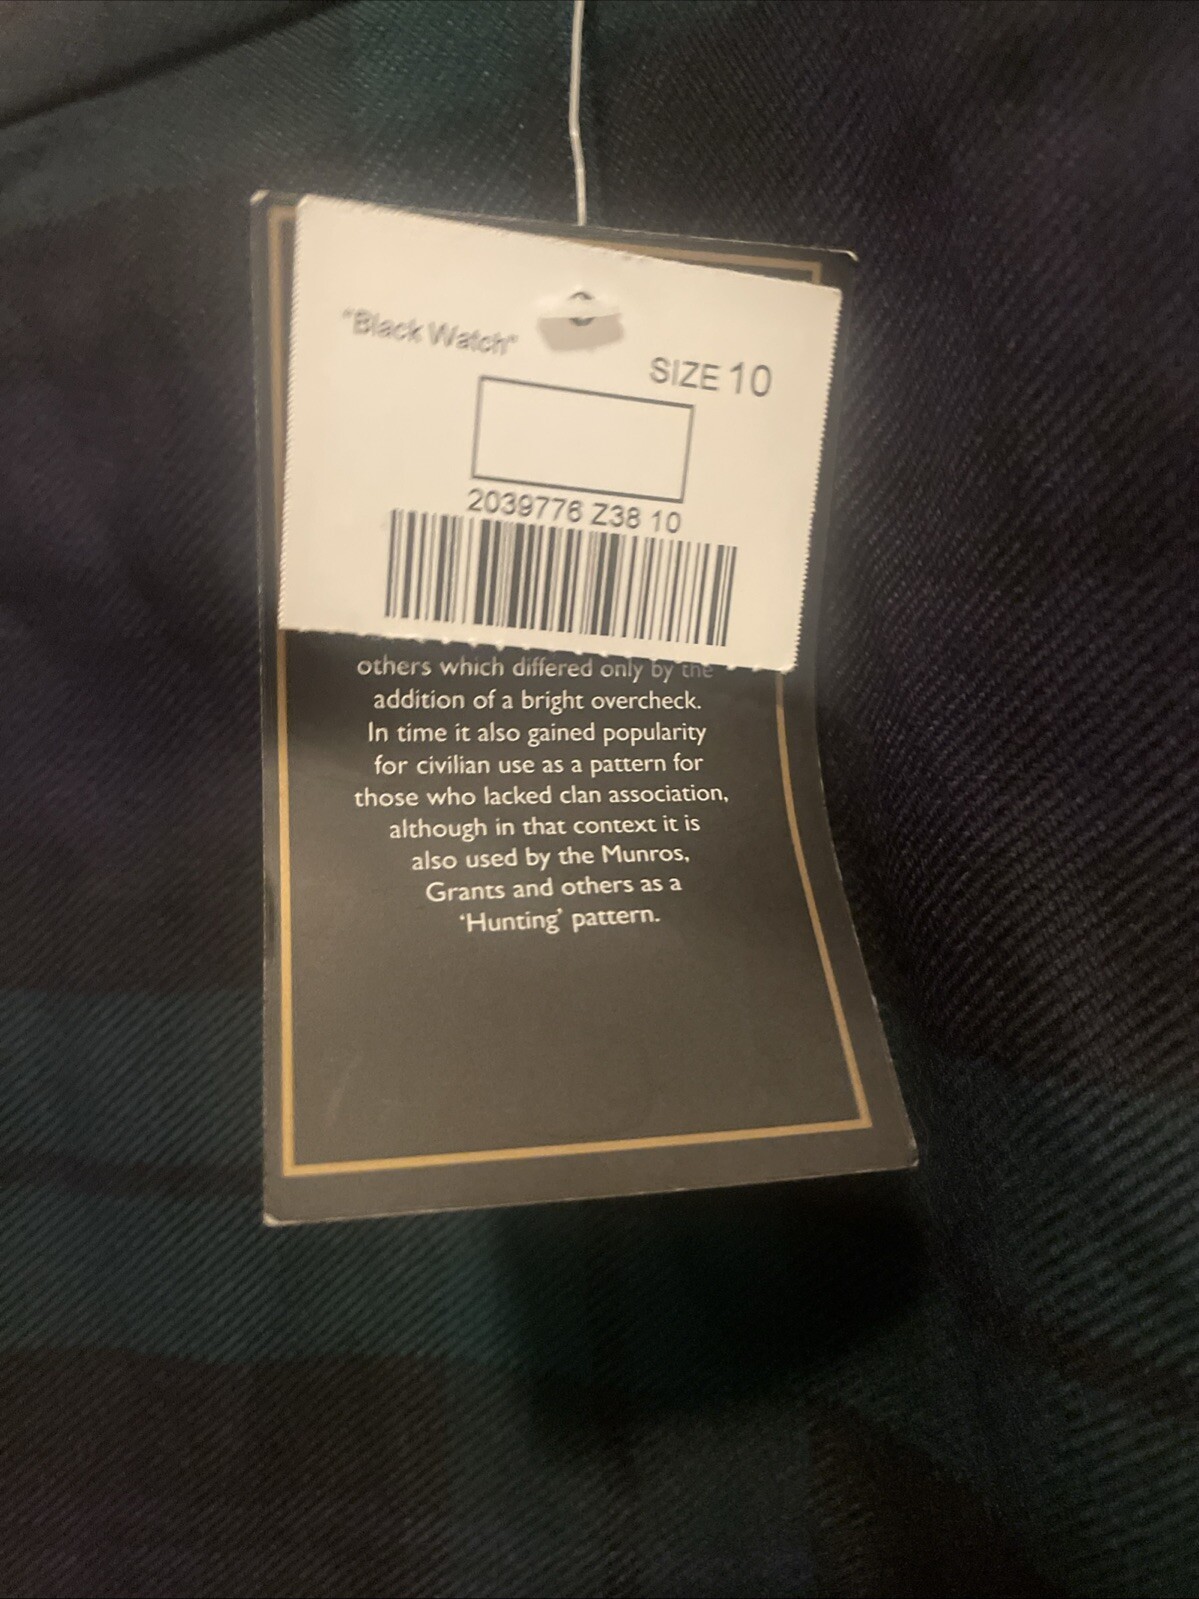 "Black Watch"
SIZE 10
2039776 Z38 10
others which differed only by the
addition of a bright overcheck.
In time it also gained popularity
for civilian use as a pattern for
those who lacked clan association,
although in that context it is
also used by the Munros,
Grants and others as a
‘Hunting’ pattern.